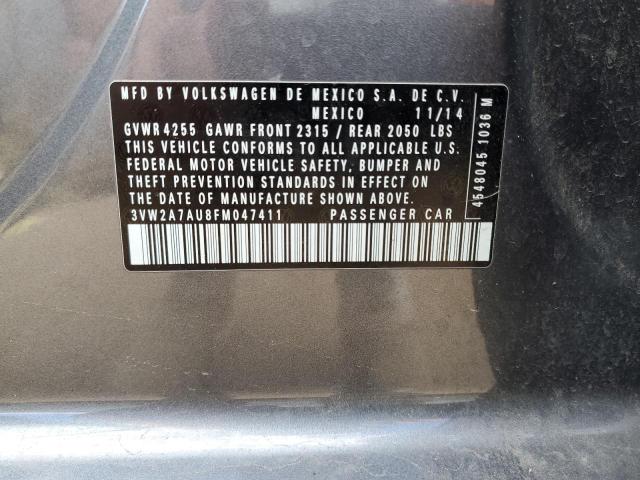 MFD BY VOLKSWAGEN DE MEXICO S.A. DE C.V.
MEXICO 11/14
GVWR 4255 GAWR FRONT 2315 / REAR 2050 LBS
THIS VEHICLE CONFORMS TO ALL APPLICABLE U.S.
FEDERAL MOTOR VEHICLE SAFETY, BUMPER AND
THEFT PREVENTION STANDARDS IN EFFECT ON
THE DATE OF MANUFACTURE SHOWN ABOVE.
3VW2A7AU8FM047411 PASSENGER CAR
4548045 1036 M